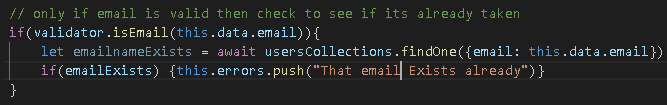 // only if email is valid then check to see if its already taken
if(validator.isEmail(this.data.email)){
let emailnameExists = await usersCollections.findOne({email: this.data.email})
if(emailExists) {this.errors.push("That email Exists already")}
}